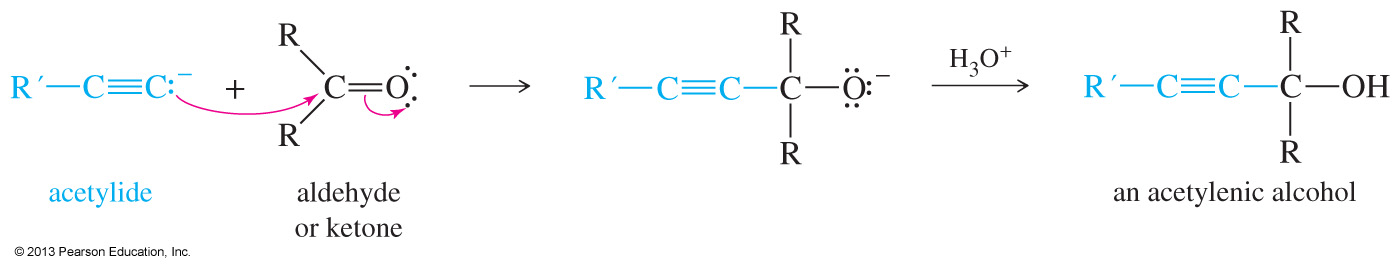 R′—C≡C:⁻ + R R C=O: → R′—C≡C—C—O:⁻ R R H₃O⁺ → R′—C≡C—C—OH R R
acetylide
aldehyde
or ketone
an acetylenic alcohol
© 2013 Pearson Education, Inc.